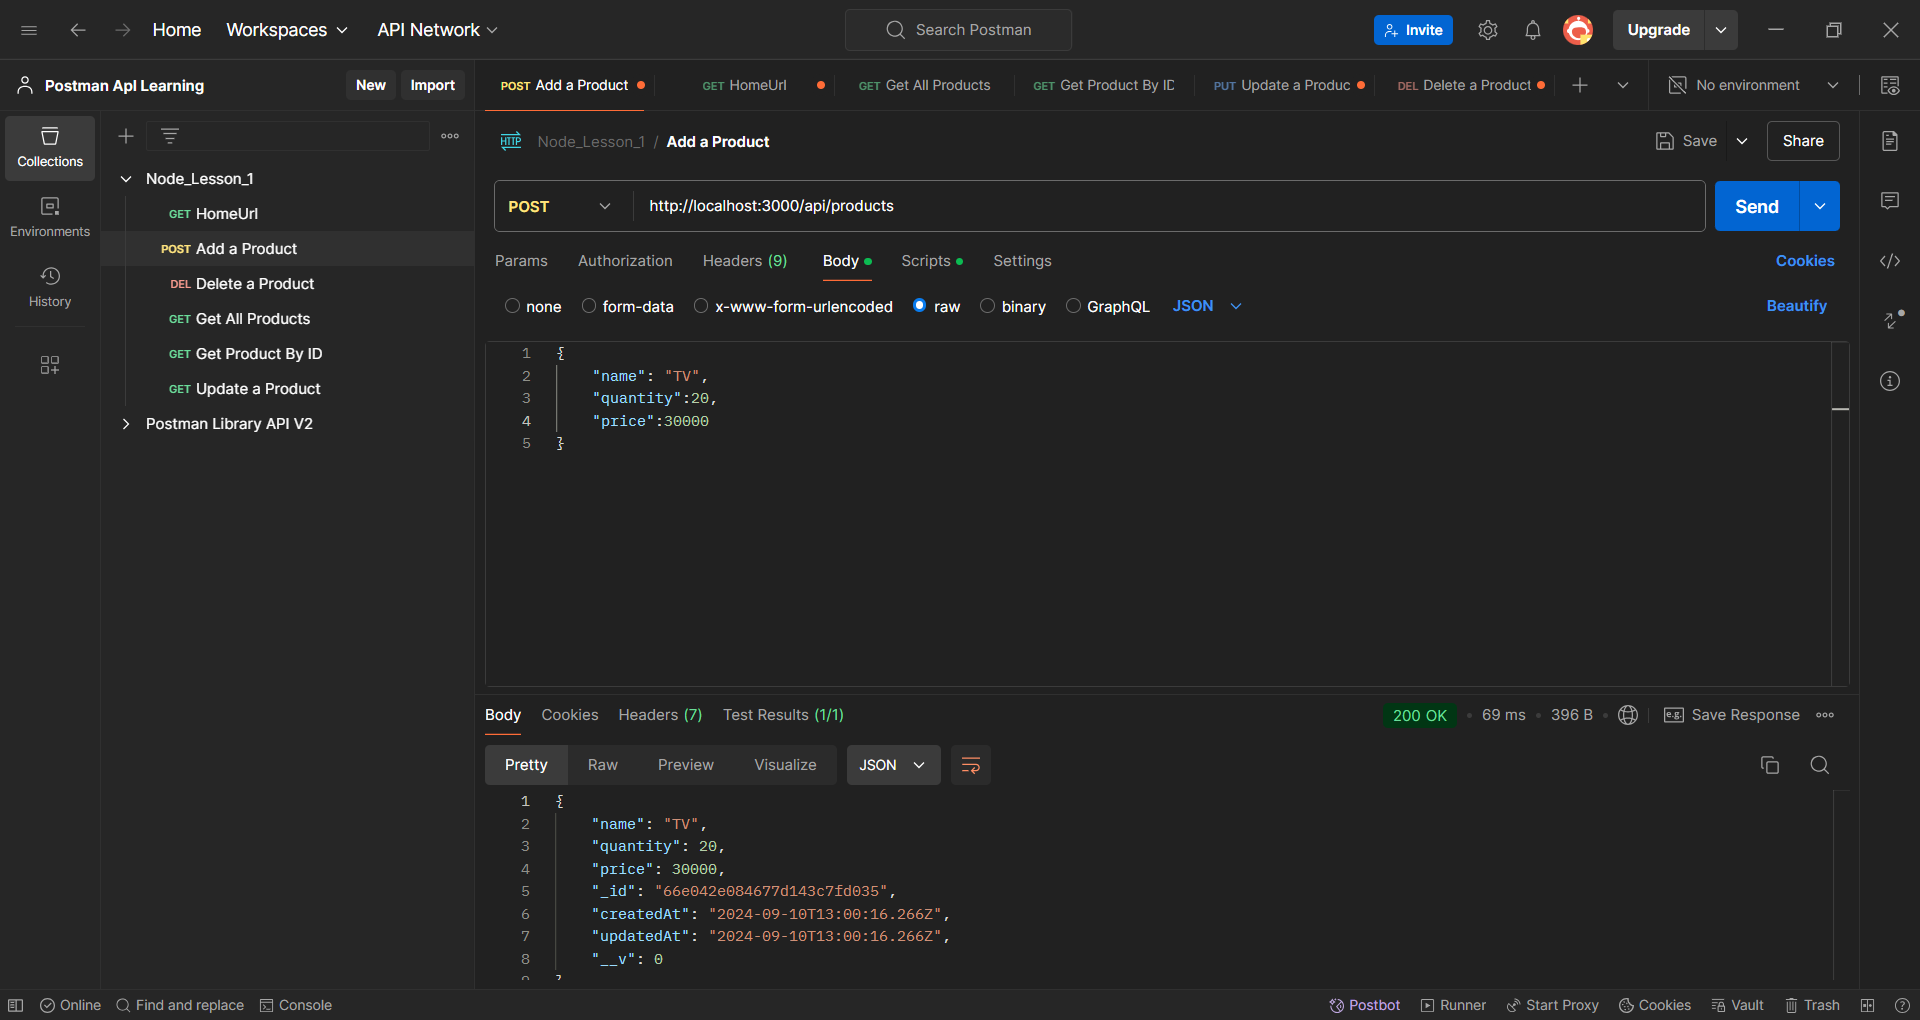 Home
Workspaces
API Network
Search Postman
Invite
Upgrade
Postman ApI Learning
New
Import
POST Add a Product
GET HomeUrl
GET Get All Products
GET Get Product By ID
PUT Update a Produc
DEL Delete a Product
No environment
Collections
Environments
History
Node_Lesson_1
GET HomeUrl
POST Add a Product
DEL Delete a Product
GET Get All Products
GET Get Product By ID
GET Update a Product
Postman Library API V2
HTTP Node_Lesson_1 / Add a Product
Save
Share
POST http://localhost:3000/api/products
Send
Params Authorization Headers (9) Body Scripts Settings
Cookies
none form-data x-www-form-urlencoded raw binary GraphQL JSON
Beautify
1 {
2 "name": "TV",
3 "quantity":20,
4 "price":30000
5 }
Body Cookies Headers (7) Test Results (1/1)
200 OK 69 ms 396 B e.g. Save Response
Pretty Raw Preview Visualize JSON
1 {
2 "name": "TV",
3 "quantity": 20,
4 "price": 30000,
5 "_id": "66e042e084677d143c7fd035",
6 "createdAt": "2024-09-10T13:00:16.266Z",
7 "updatedAt": "2024-09-10T13:00:16.266Z",
8 "__v": 0
9 }
Online Find and replace Console
Postbot Runner Start Proxy Cookies Vault Trash